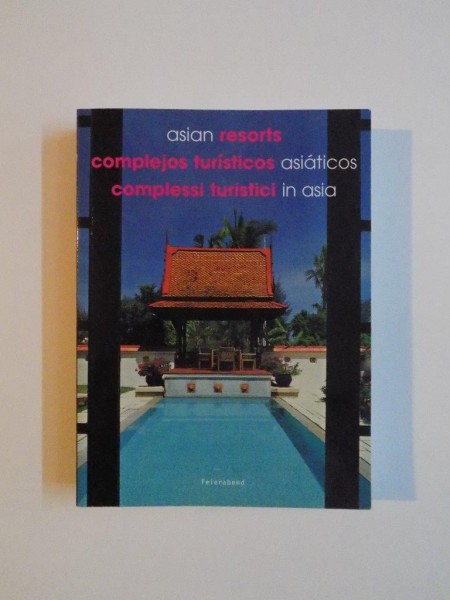 asian resorts
complejos turísticos asiáticos
complessi turistici in asia
feierabend